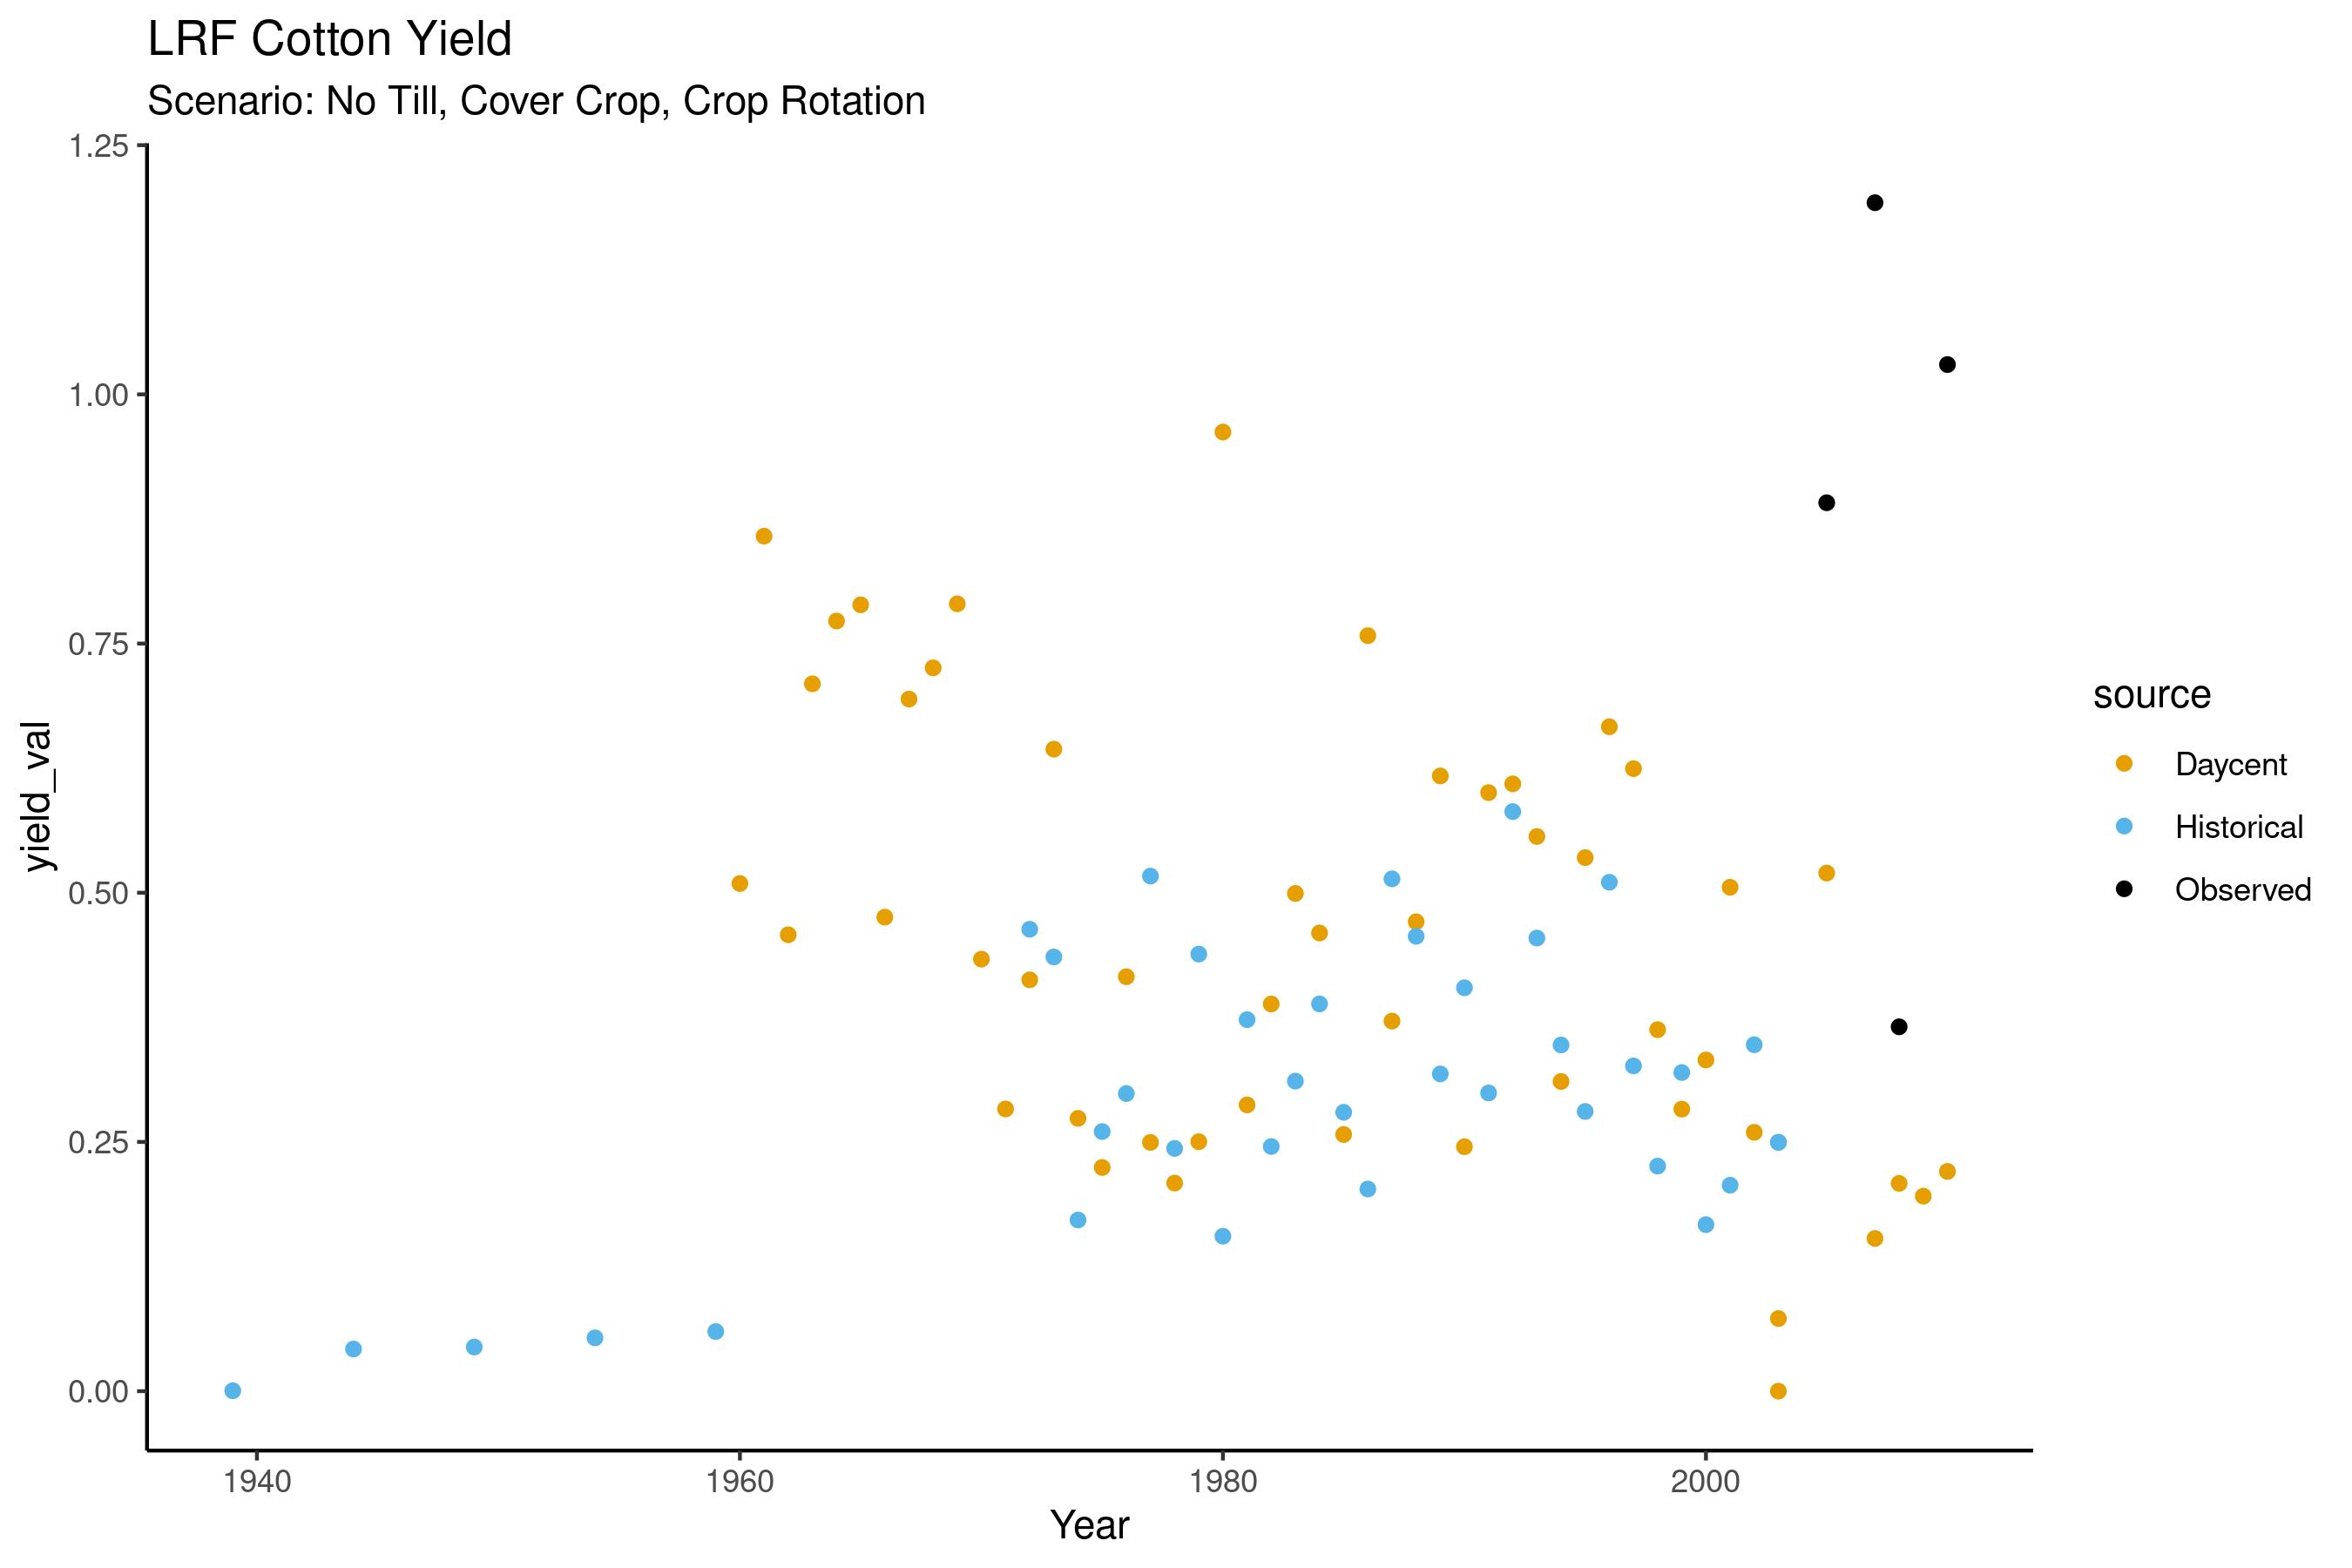 LRF Cotton Yield
Scenario: No Till, Cover Crop, Crop Rotation
1.25
1.00
0.75
0.50
0.25
0.00
yield_val
1940
1960
1980
2000
Year
source
Daycent
Historical
Observed